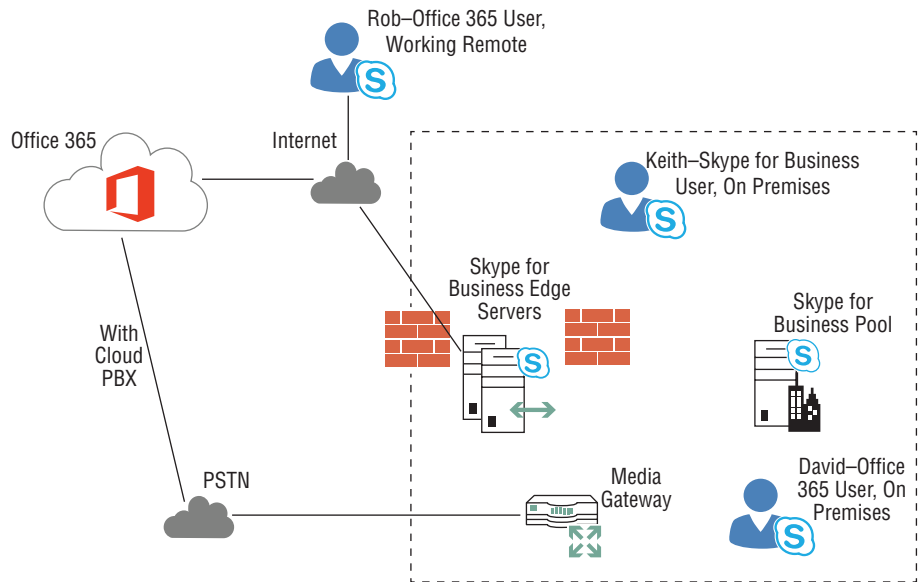 Rob–Office 365 User,
Working Remote
Office 365
Internet
Keith–Skype for Business
User, On Premises
Skype for
Business Edge
Servers
Skype for
Business Pool
With
Cloud
PBX
PSTN
Media
Gateway
David–Office
365 User, On
Premises